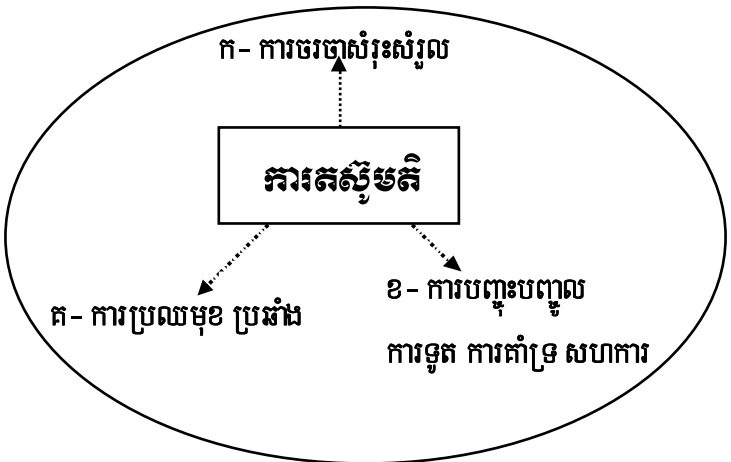 ក- ការចរចាសំរុះសំរួល
ការតស៊ូមតិ
ខ- ការបញ្ចុះបញ្ចូល
ការទូត ការគាំទ្រ សហការ
គ- ការប្រឈមមុខ ប្រឆាំង